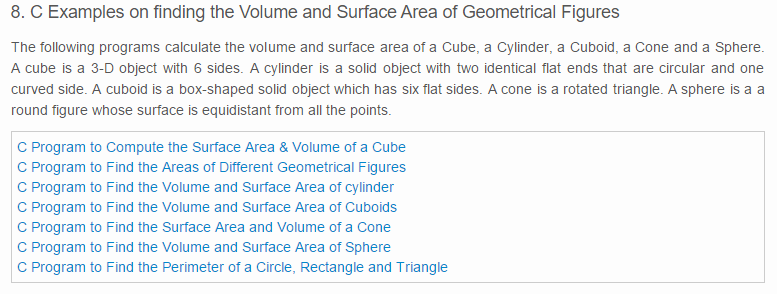 8. C Examples on finding the Volume and Surface Area of Geometrical Figures
The following programs calculate the volume and surface area of a Cube, a Cylinder, a Cuboid, a Cone and a Sphere.
A cube is a 3-D object with 6 sides. A cylinder is a solid object with two identical flat ends that are circular and one
curved side. A cuboid is a box-shaped solid object which has six flat sides. A cone is a rotated triangle. A sphere is a a
round figure whose surface is equidistant from all the points.
C Program to Compute the Surface Area & Volume of a Cube
C Program to Find the Areas of Different Geometrical Figures
C Program to Find the Volume and Surface Area of cylinder
C Program to Find the Volume and Surface Area of Cuboids
C Program to Find the Surface Area and Volume of a Cone
C Program to Find the Volume and Surface Area of Sphere
C Program to Find the Perimeter of a Circle, Rectangle and Triangle